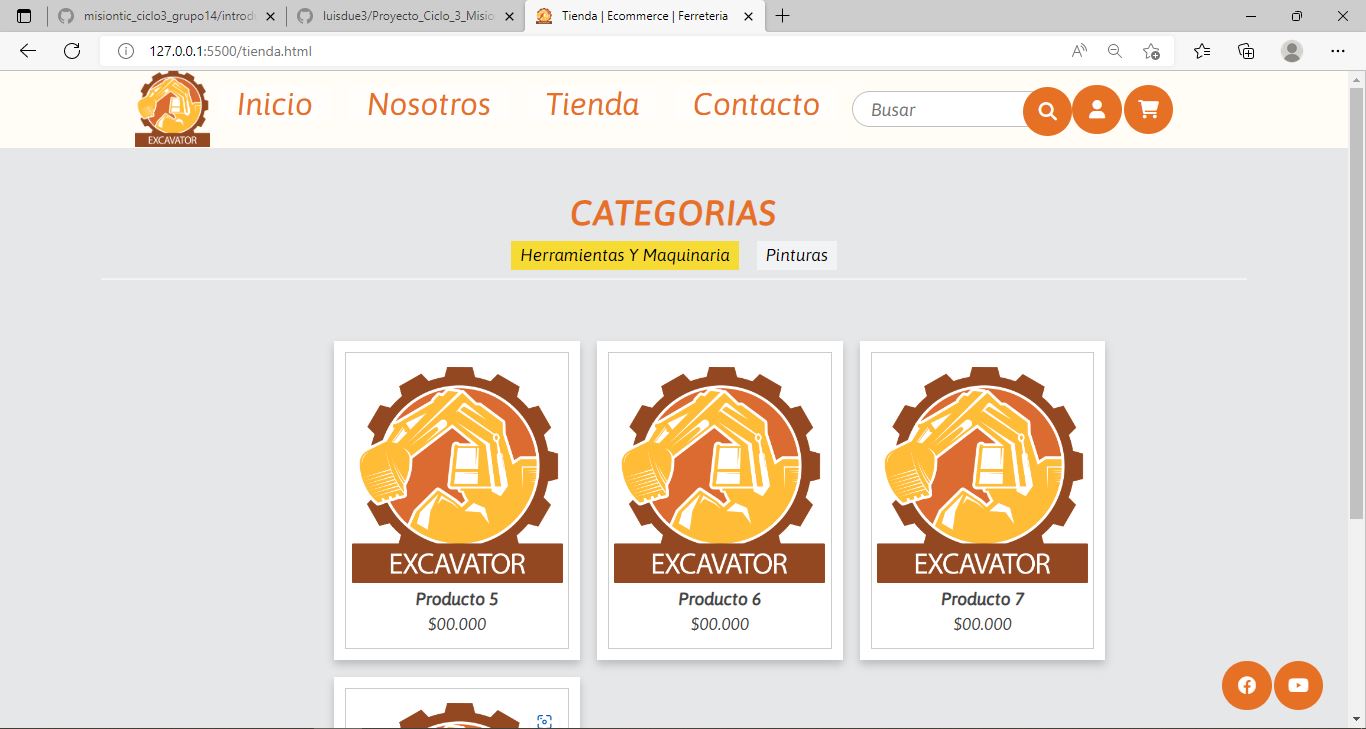 misiontic_ciclo3_grupo14/introdu
luisdue3/Proyecto_Ciclo_3_Misio
Tienda | Ecommerce | Ferreteria
127.0.0.1:5500/tienda.html
EXCAVATOR
Inicio
Nosotros
Tienda
Contacto
Busar
CATEGORIAS
Herramientas Y Maquinaria
Pinturas
EXCAVATOR
Producto 5
$00.000
EXCAVATOR
Producto 6
$00.000
EXCAVATOR
Producto 7
$00.000